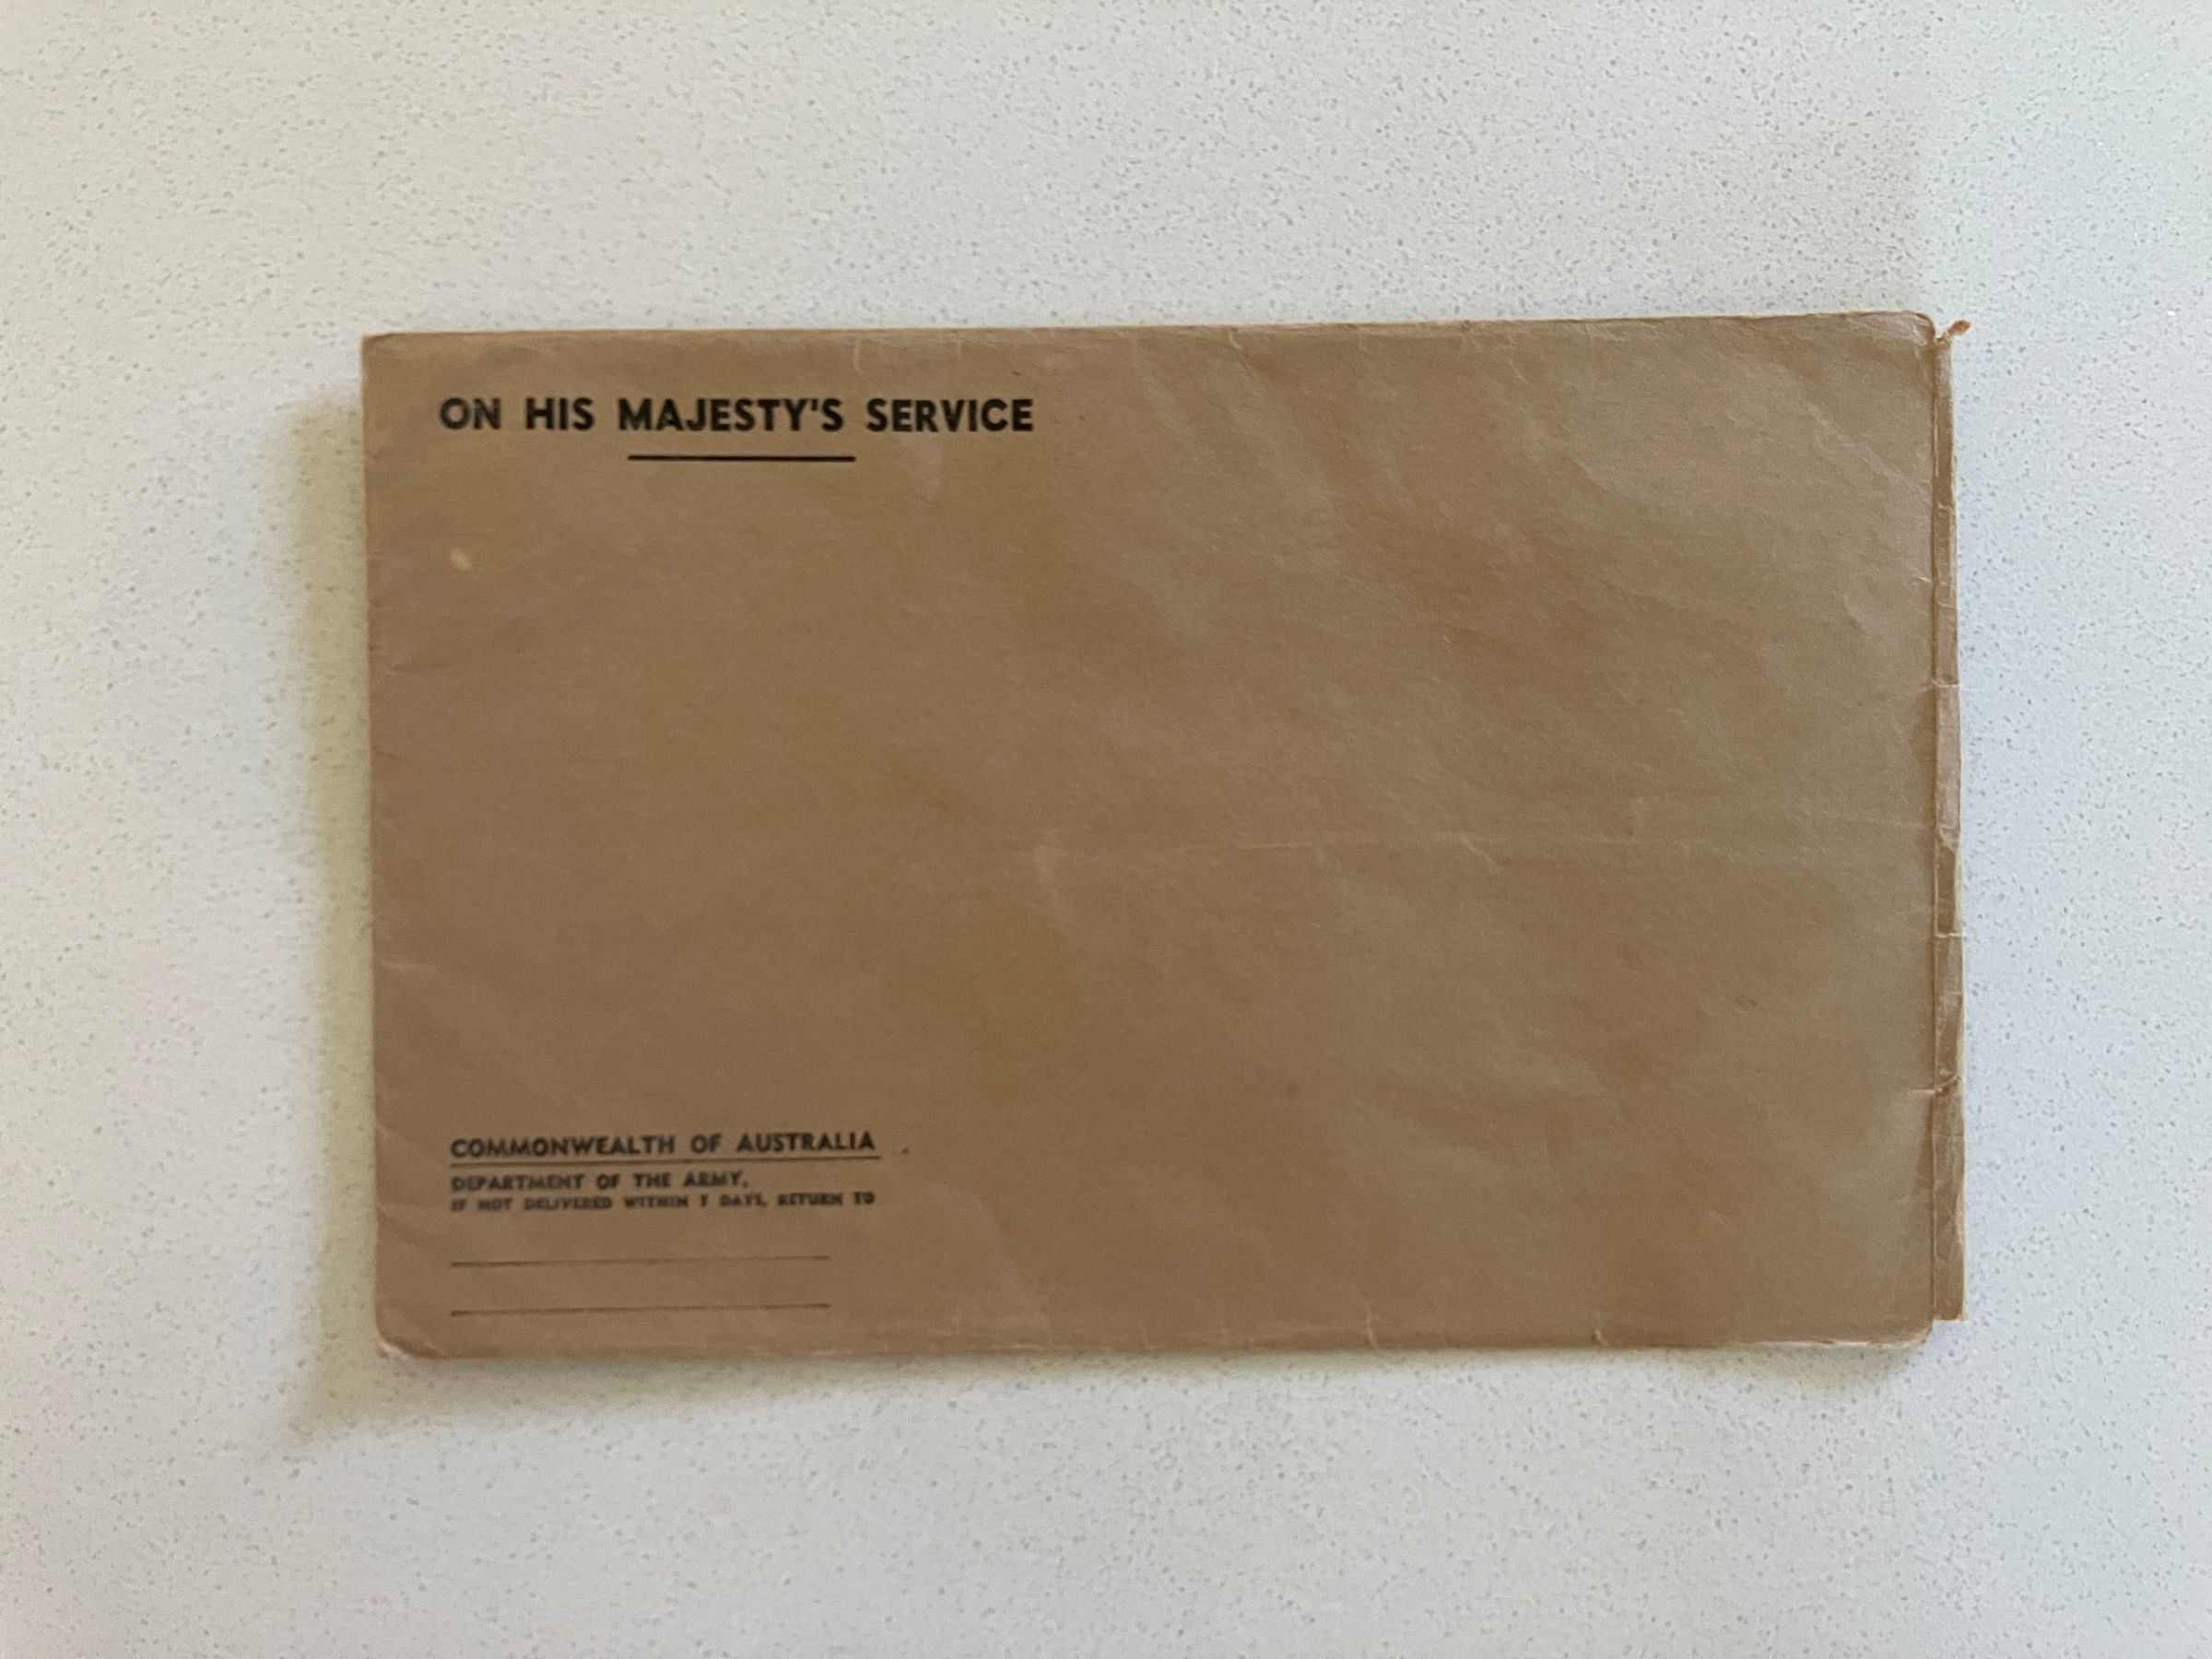 ON HIS MAJESTY'S SERVICE
COMMONWEALTH OF AUSTRALIA
DEPARTMENT OF THE ARMY,
IF NOT DELIVERED WITHIN 7 DAYS, RETURN TO